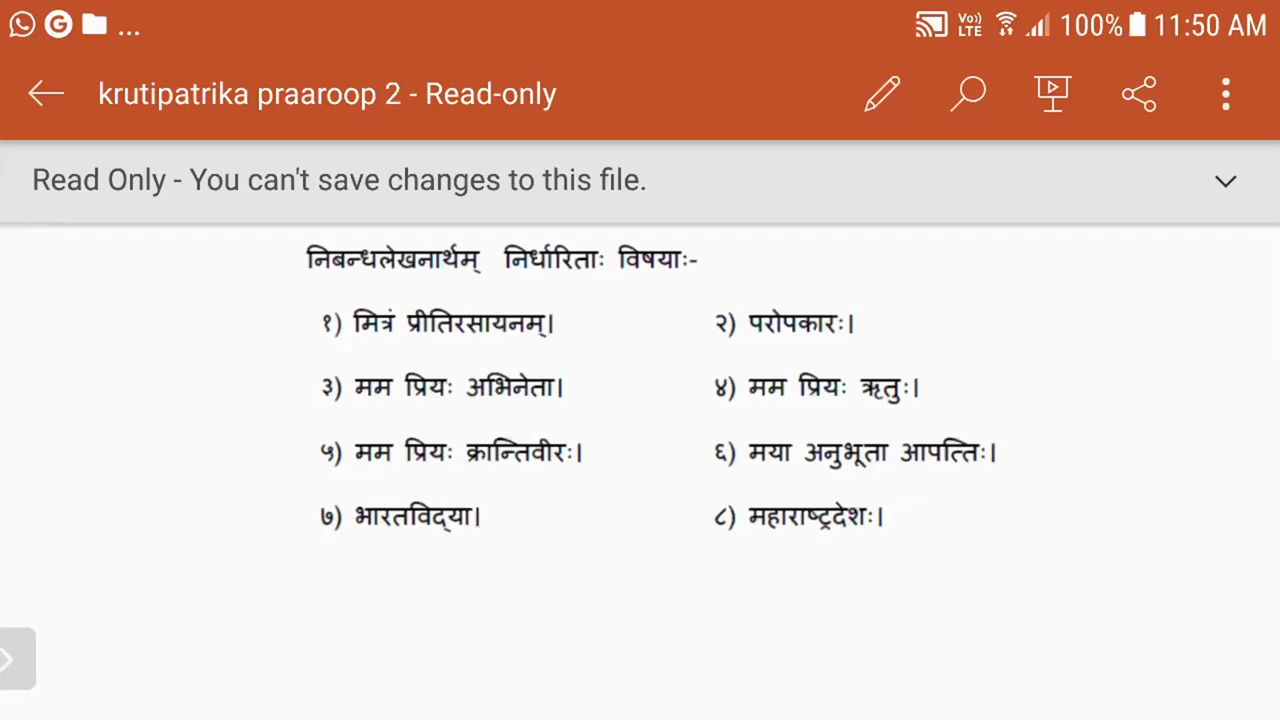 ... Vo)) LTE 100% 11:50 AM
krutipatrika praaroop 2 - Read-only
Read Only - You can't save changes to this file.
निबन्धलेखनार्थम् निर्धारिताः विषयाः-
१) मित्रं प्रीतिरसायनम्। २) परोपकारः।
३) मम प्रियः अभिनेता। ४) मम प्रियः ऋतुः।
५) मम प्रियः क्रान्तिवीरः। ६) मया अनुभूता आपत्तिः।
७) भारतविद्‌या। ८) महाराष्ट्रदेशः।